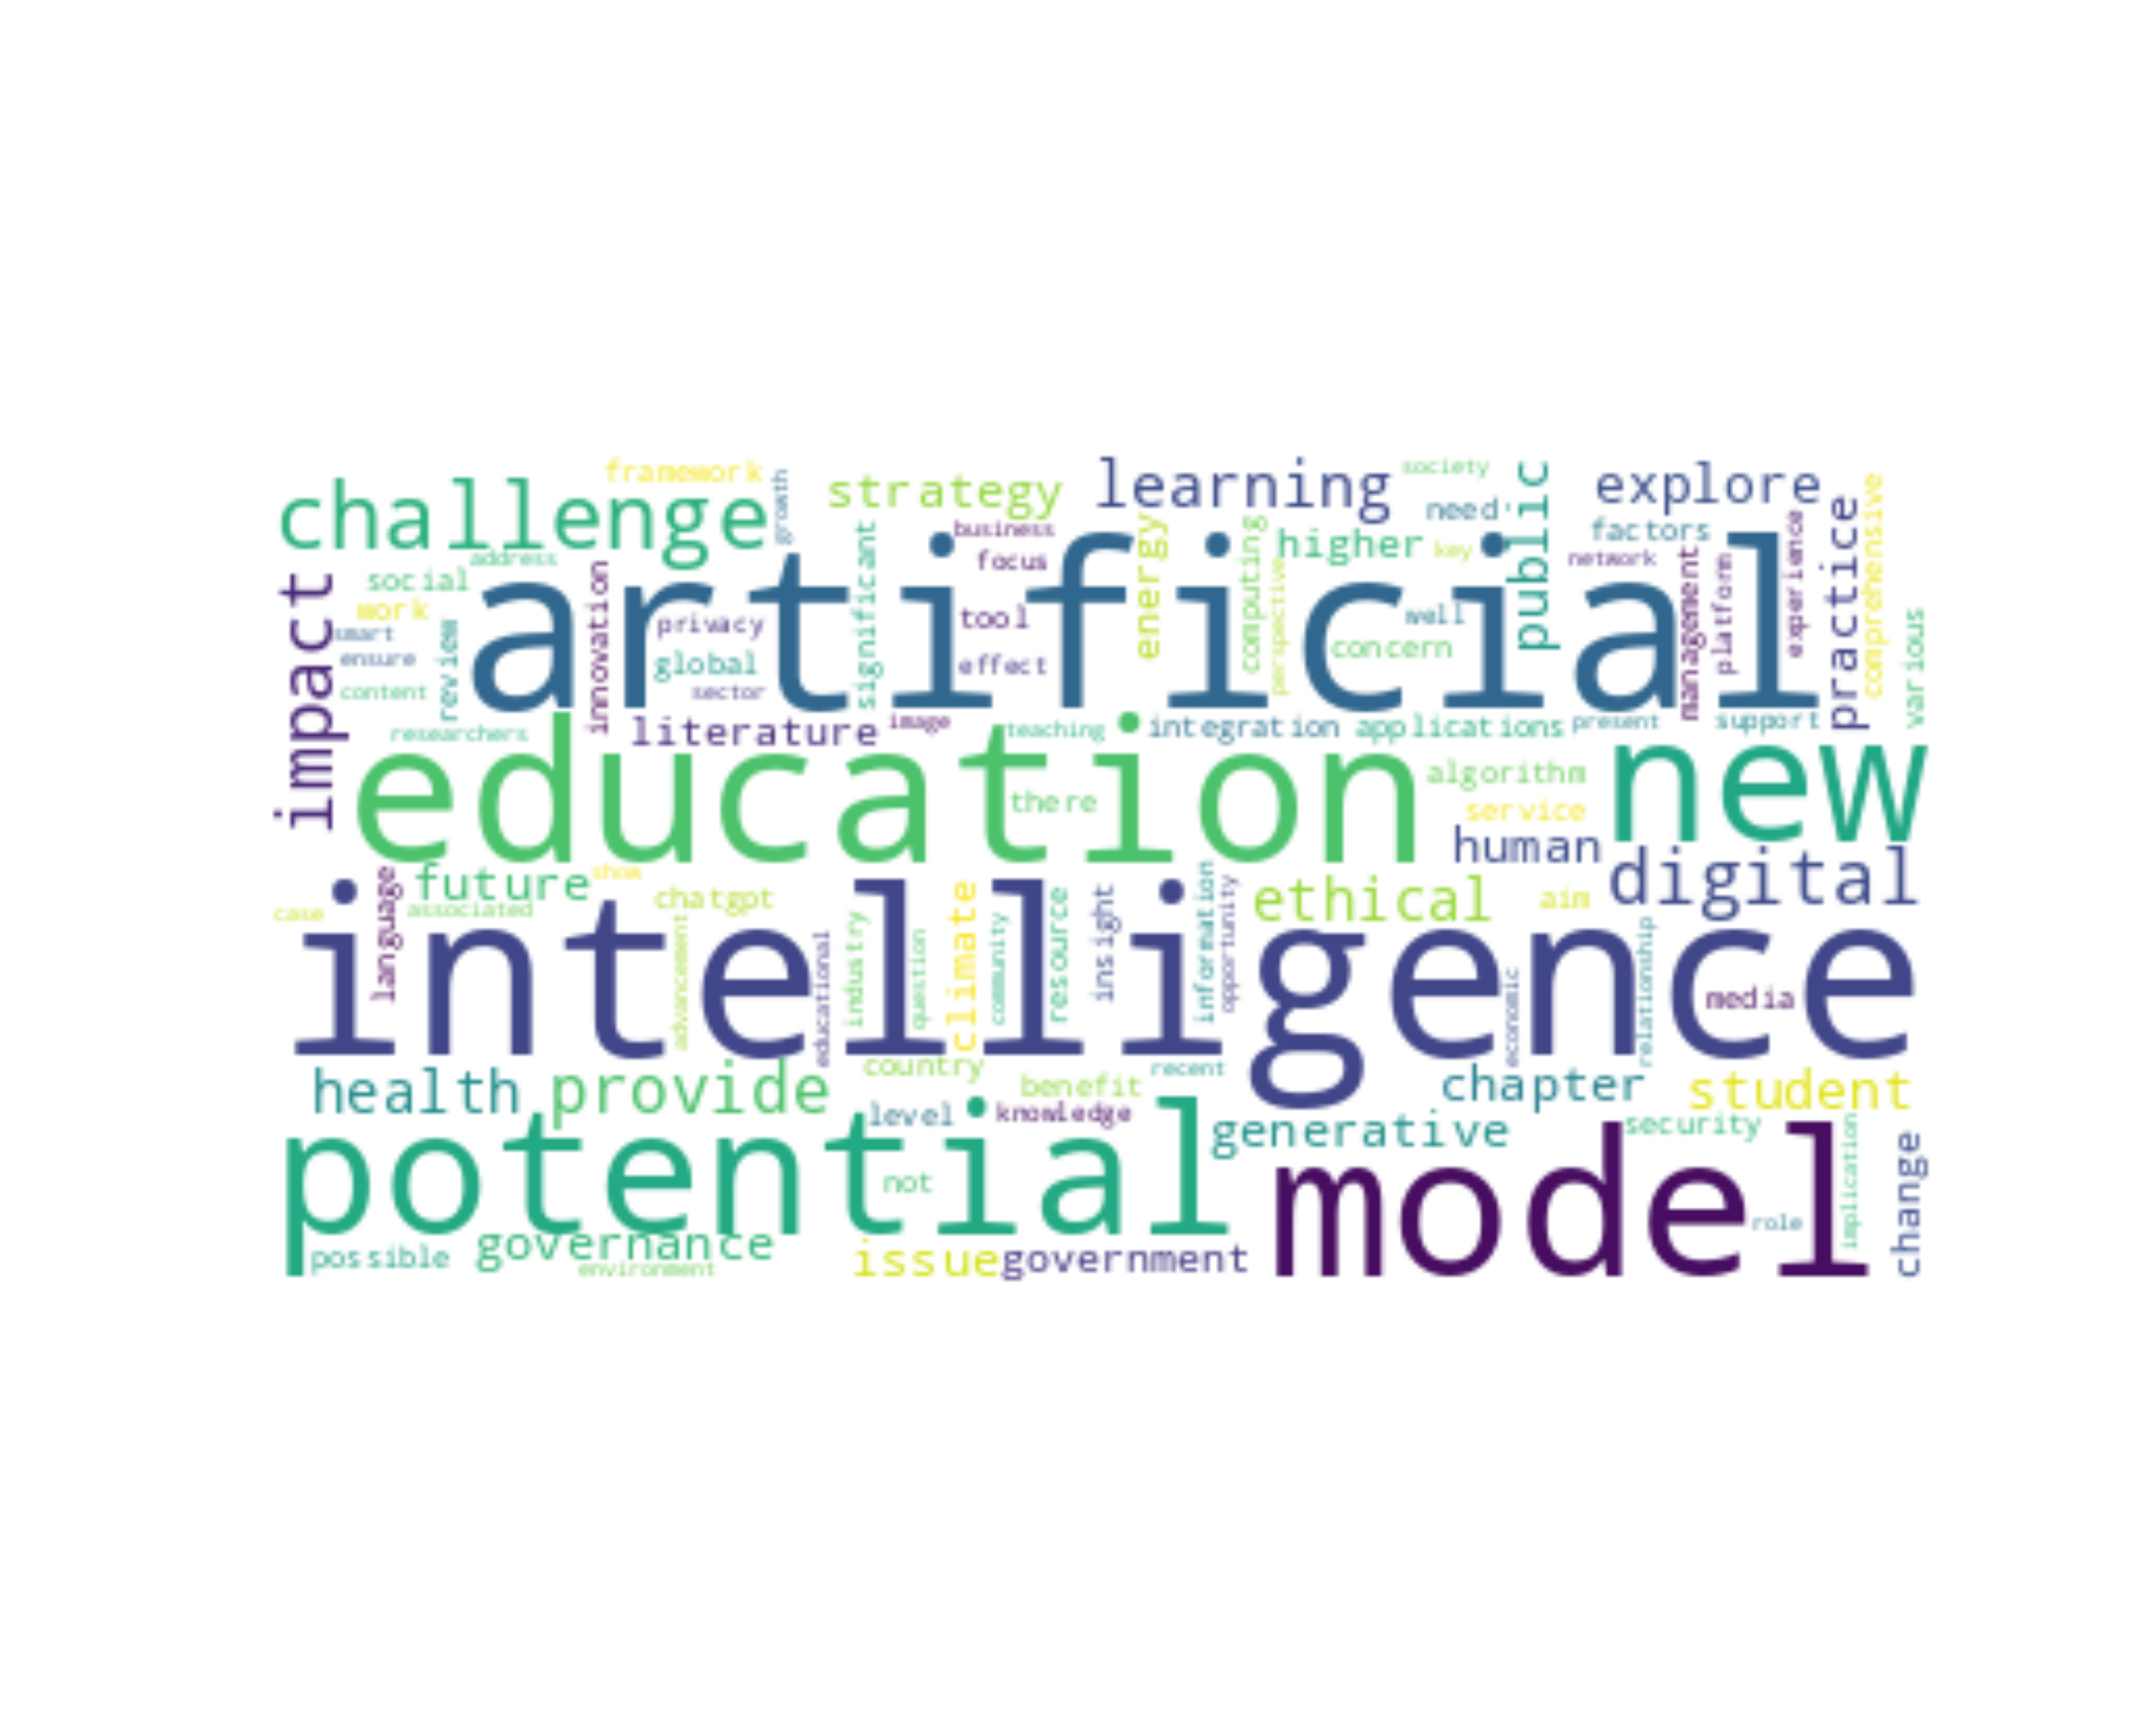 framework
growth
strategy
learning
society
public
explore
comprehensive
challenge
business
energy
need
factors
practice
address
significant
focus
computing
higher
key
network
experience
impact
social
innovation
artificial
perspective
management
platform
work
privacy
tool
well
various
smart
review
ensure
global
effect
concern
content
sector
researchers
literature
image
teaching
integration
applications
present
support
education
there
algorithm
new
service
human
digital
case
language
future
show
associated
chatgpt
advancement
educational
industry
question
climate
community
resource
insight
information
opportunity
ethical
aim
relationship
intelligence
economic
media
health
provide
country
benefit
recent
chapter
student
level
knowledge
generative
security
implication
change
potential
not
model
role
possible
governance
environment
issue
government